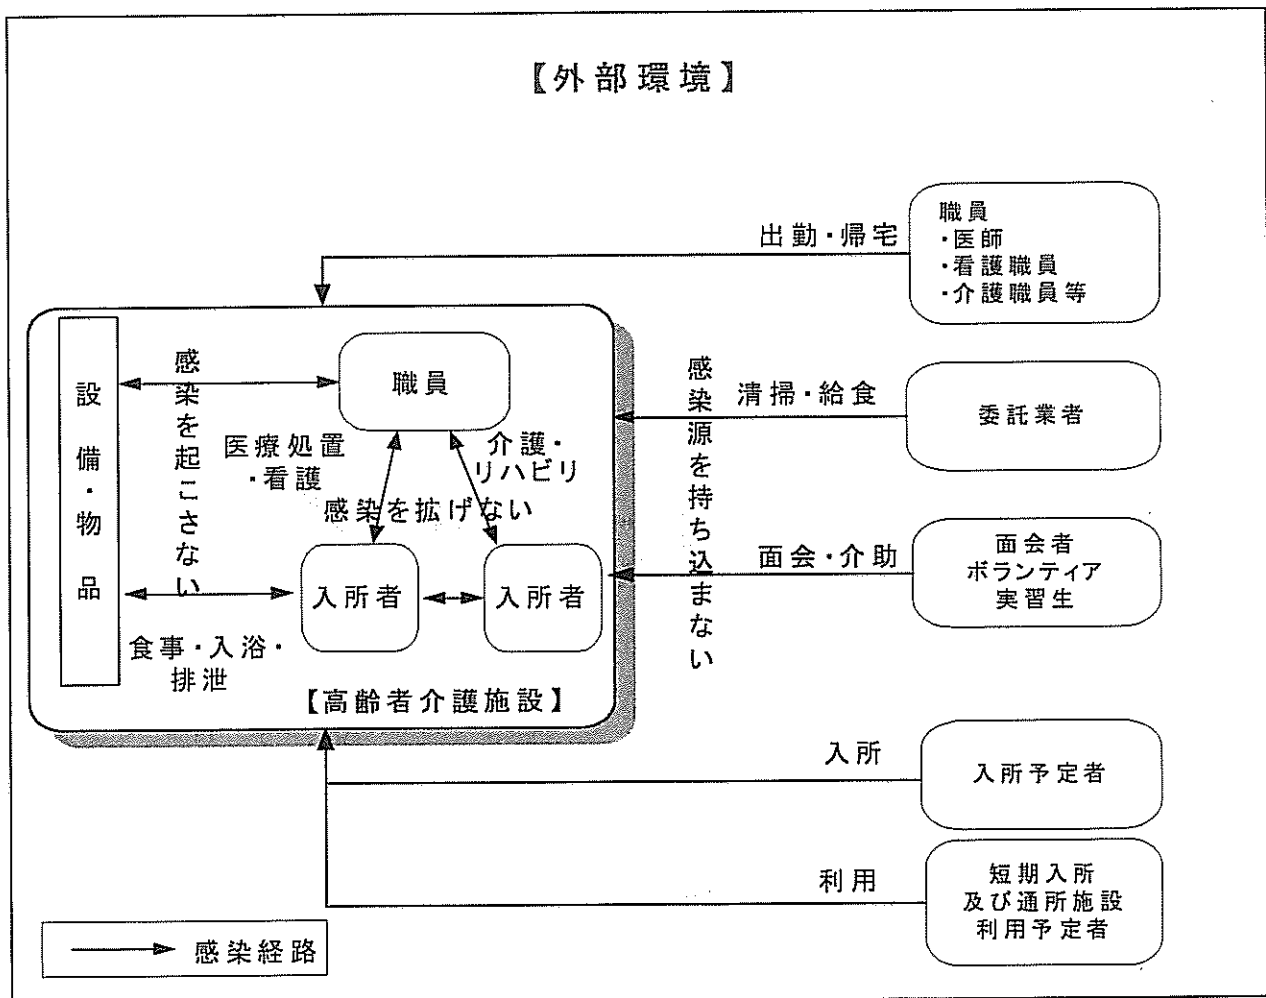 【外部環境】
出勤・帰宅
職員
・医師
・看護職員
・介護職員等
設備・物品
感染を起こさない
職員
感染源を持ち込まない
清掃・給食
委託業者
医療処置
・看護
介護・
リハビリ
感染を拡げない
入所者
入所者
面会・介助
面会者
ボランティア
実習生
食事・入浴・
排泄
【高齢者介護施設】
入所
入所予定者
利用
短期入所
及び通所施設
利用予定者
感染経路